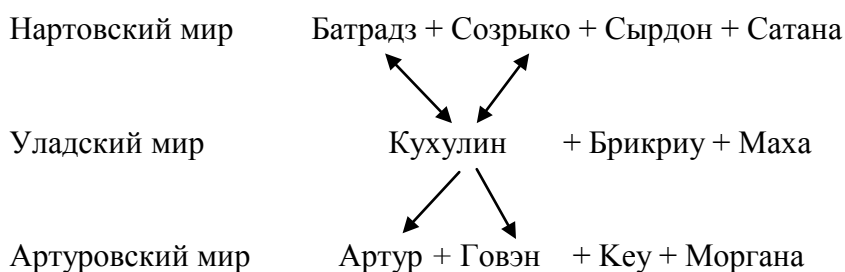 Нартовский мир Батрадз + Созрыко + Сырдон + Сатана
Уладский мир Кухулин + Брикриу + Маха
Артуровский мир Артур + Говэн + Кеу + Моргана